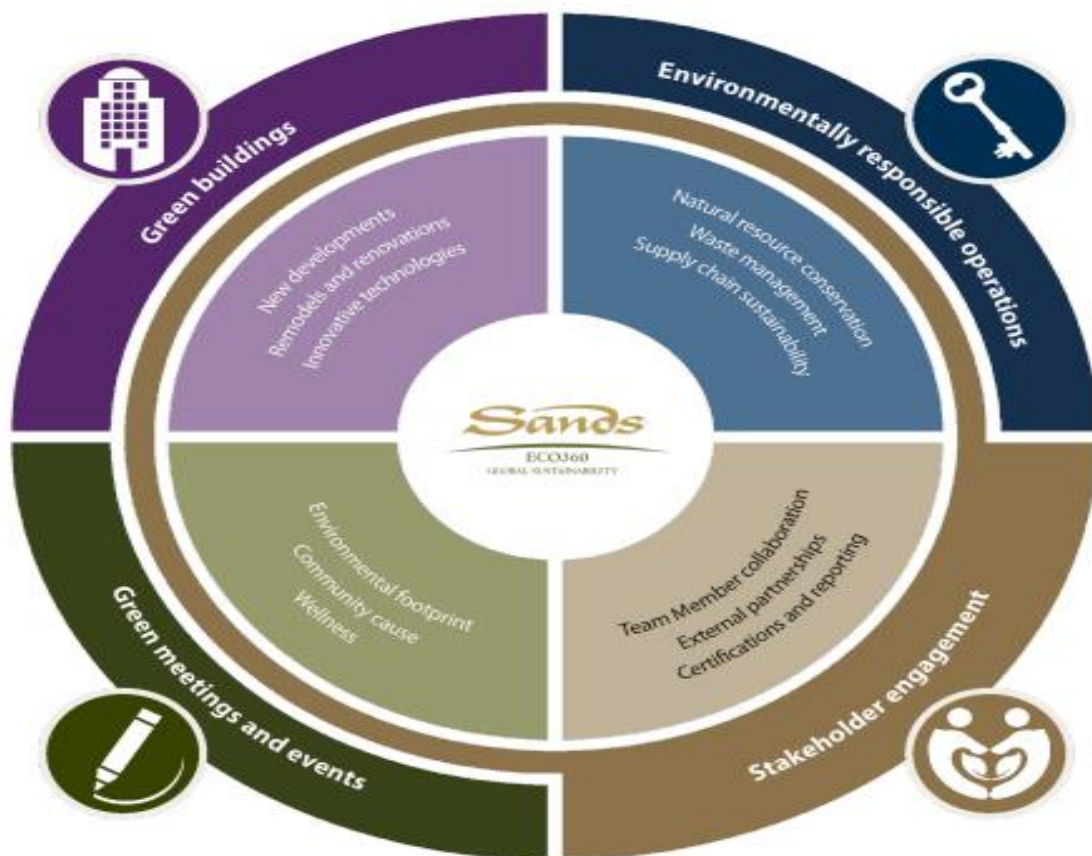 Green buildings
New developments
Remodels and renovations
Innovative technologies
Environmentally responsible operations
Natural resource conservation
Waste management
Supply chain sustainability
Sands
ECO360
GLOBAL SUSTAINABILITY
Green meetings and events
Environmental footprint
Community cause
Wellness
Stakeholder engagement
Team Member collaboration
External partnerships
Certifications and reporting